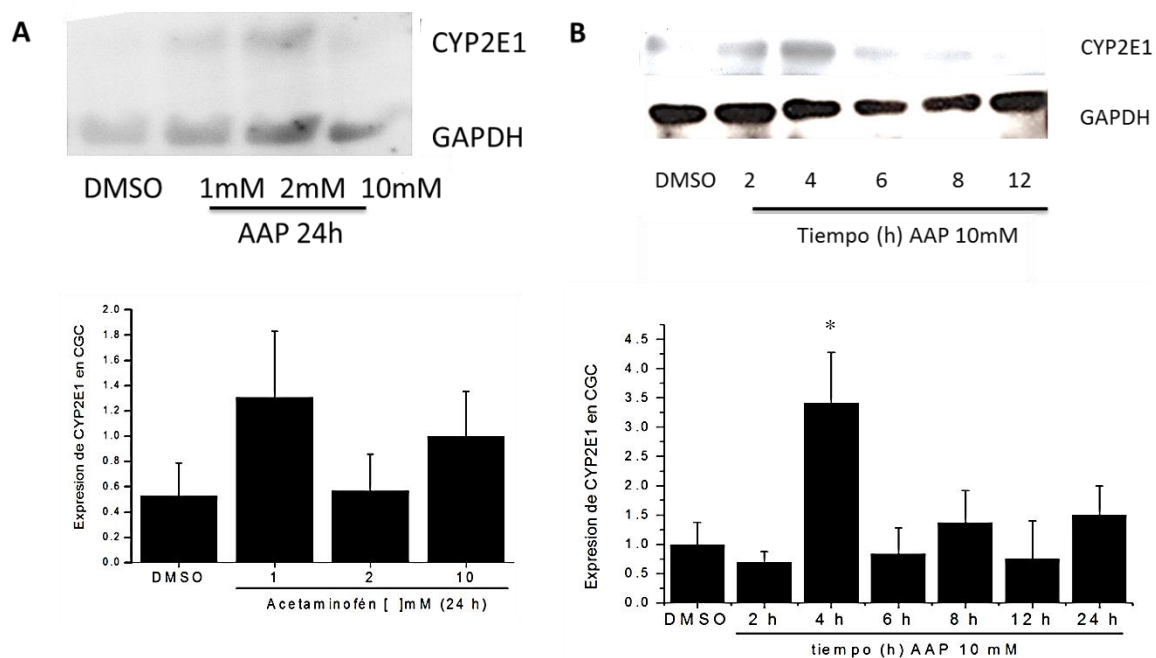 A
CYP2E1
GAPDH
DMSO 1mM 2mM 10mM
AAP 24h
B
CYP2E1
GAPDH
DMSO 2 4 6 8 12
Tiempo (h) AAP 10mM
Expresion de CYP2E1 en CGC
2.0
1.8
1.6
1.4
1.2
1.0
0.8
0.6
0.4
0.2
0.0
DMSO 1 2 10
Acetaminofén [ ]mM (24 h)
Expresion de CYP2E1 en CGC
*
4.5
4.0
3.5
3.0
2.5
2.0
1.5
1.0
0.5
0.0
DMSO 2 h 4 h 6 h 8 h 12 h 24 h
tiempo (h) AAP 10 mM